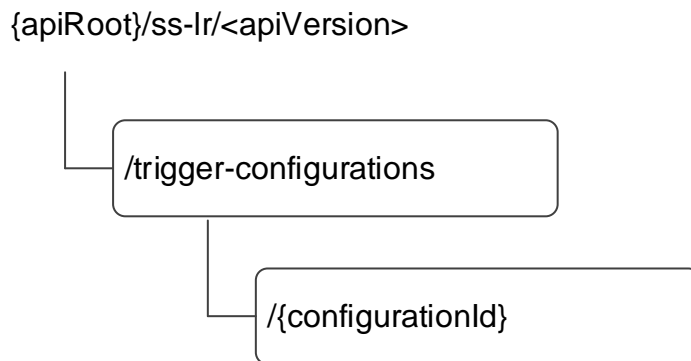 {apiRoot}/ss-lr/<apiVersion>
/trigger-configurations
/{configurationId}